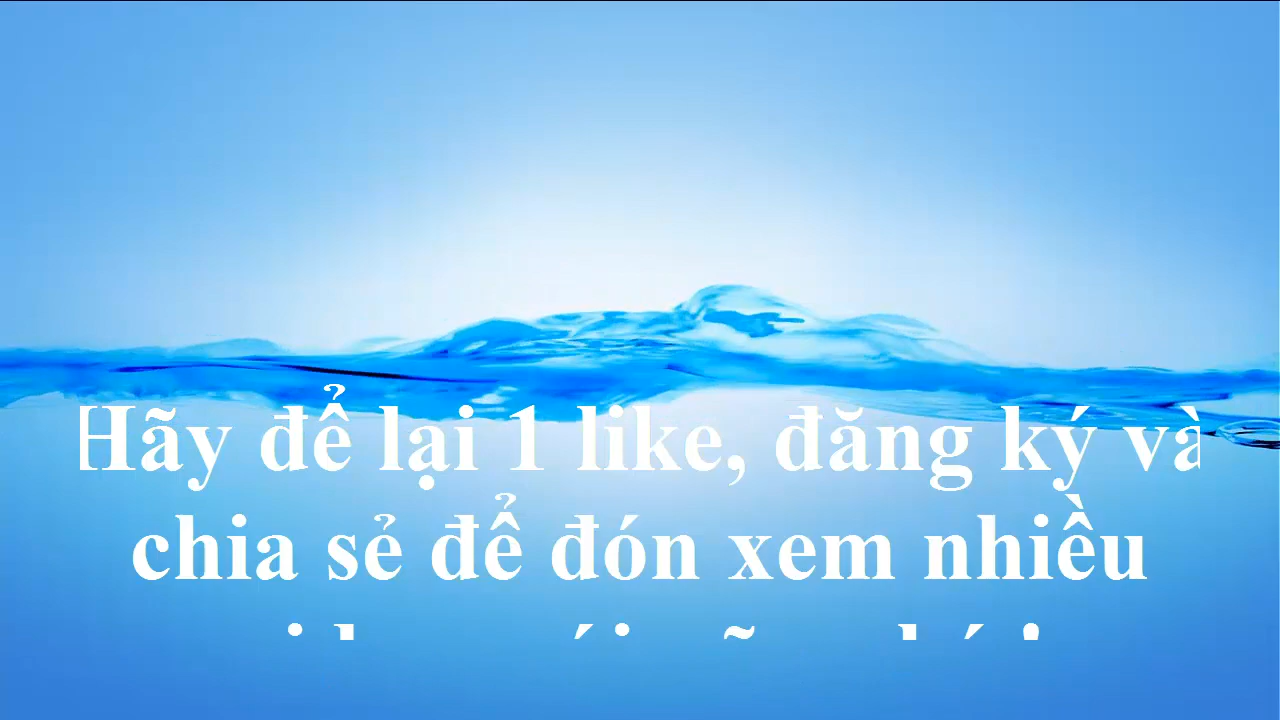 Hãy để lại 1 like, đăng ký và
chia sẻ để đón xem nhiều